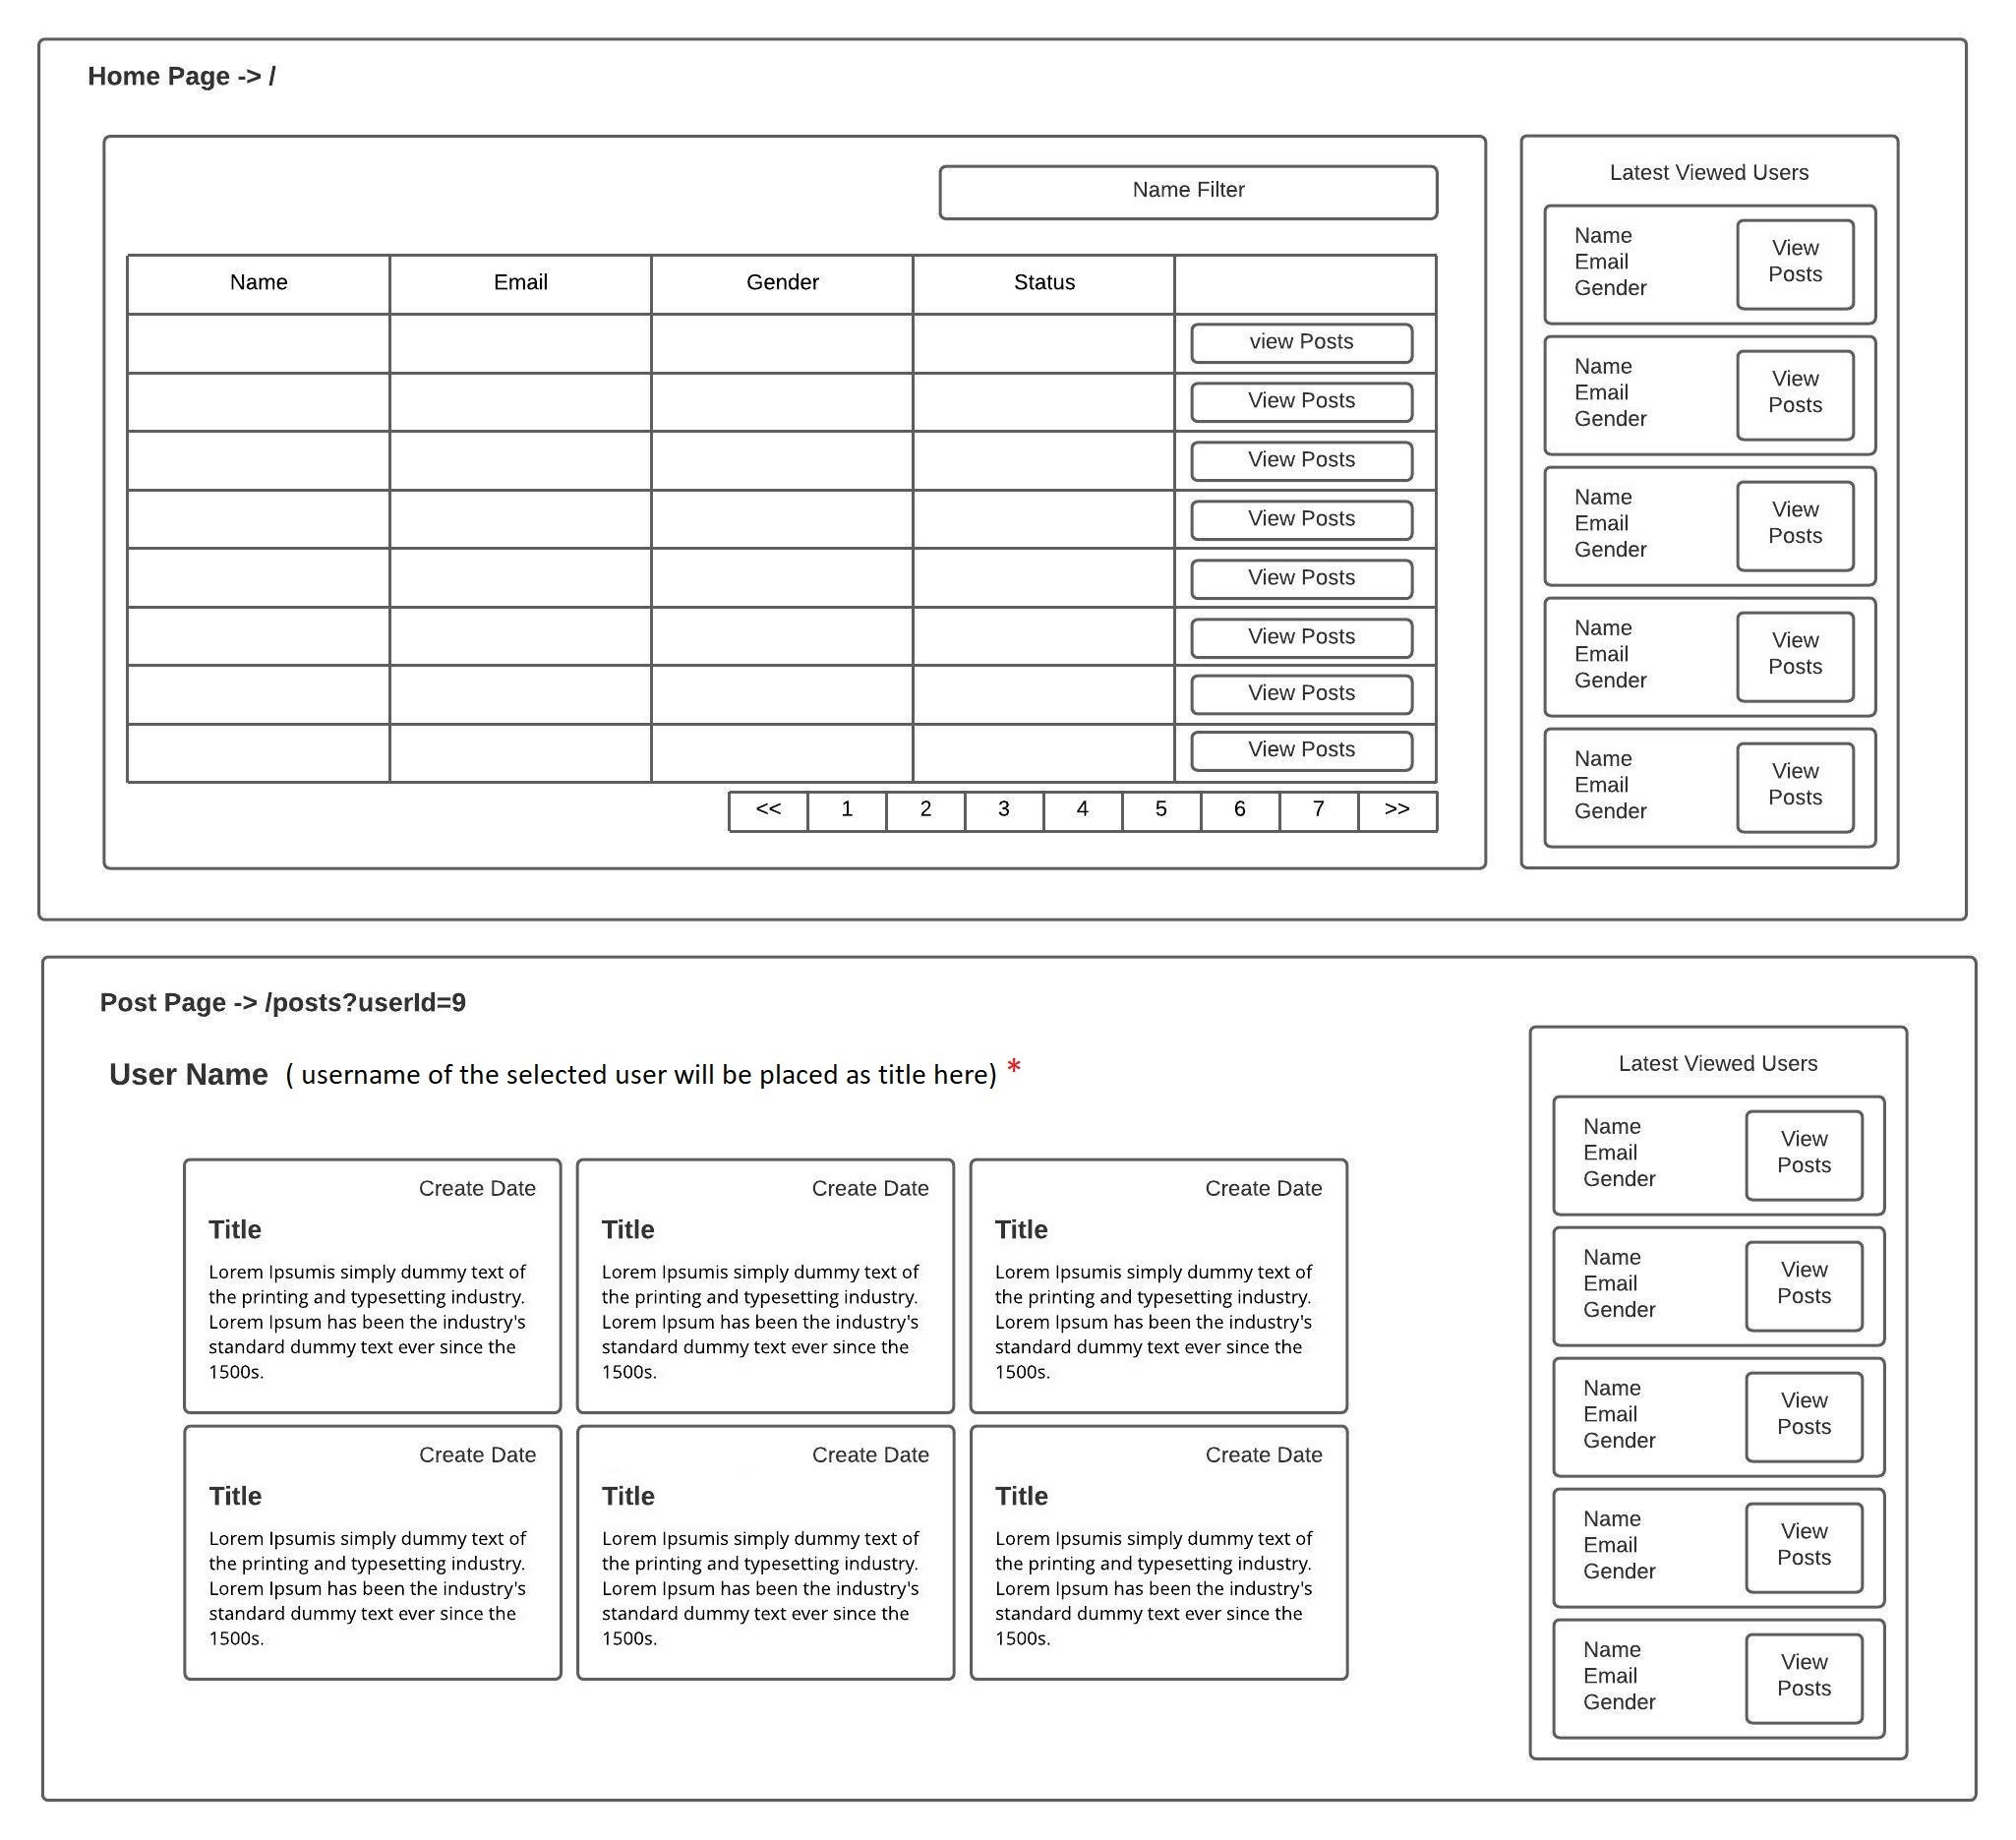 Home Page -> /
Name Filter
Name Email Gender Status
view Posts
View Posts
View Posts
View Posts
View Posts
View Posts
View Posts
View Posts
<< 1 2 3 4 5 6 7 >>
Latest Viewed Users
Name
Email
Gender
View
Posts
Name
Email
Gender
View
Posts
Name
Email
Gender
View
Posts
Name
Email
Gender
View
Posts
Name
Email
Gender
View
Posts
Post Page -> /posts?userId=9
User Name ( username of the selected user will be placed as title here) *
Create Date
Title
Lorem Ipsumis simply dummy text of
the printing and typesetting industry.
Lorem Ipsum has been the industry's
standard dummy text ever since the
1500s.
Create Date
Title
Lorem Ipsumis simply dummy text of
the printing and typesetting industry.
Lorem Ipsum has been the industry's
standard dummy text ever since the
1500s.
Create Date
Title
Lorem Ipsumis simply dummy text of
the printing and typesetting industry.
Lorem Ipsum has been the industry's
standard dummy text ever since the
1500s.
Create Date
Title
Lorem Ipsumis simply dummy text of
the printing and typesetting industry.
Lorem Ipsum has been the industry's
standard dummy text ever since the
1500s.
Create Date
Title
Lorem Ipsumis simply dummy text of
the printing and typesetting industry.
Lorem Ipsum has been the industry's
standard dummy text ever since the
1500s.
Create Date
Title
Lorem Ipsumis simply dummy text of
the printing and typesetting industry.
Lorem Ipsum has been the industry's
standard dummy text ever since the
1500s.
Latest Viewed Users
Name
Email
Gender
View
Posts
Name
Email
Gender
View
Posts
Name
Email
Gender
View
Posts
Name
Email
Gender
View
Posts
Name
Email
Gender
View
Posts